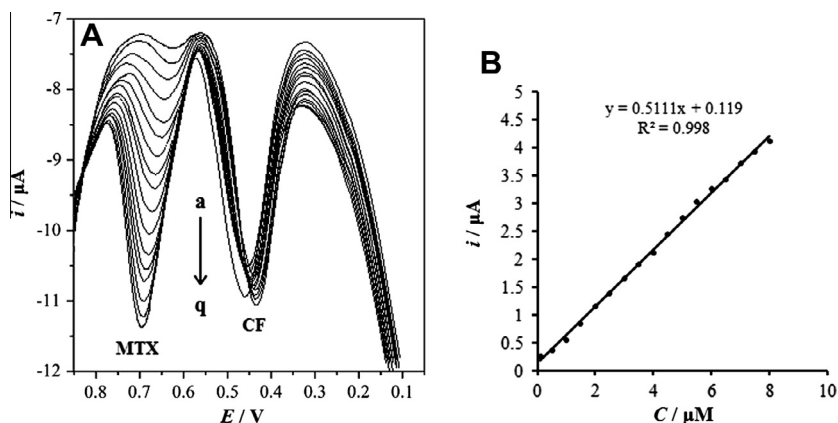 A
-7
-8
-9
-10
-11
-12
i / µA
a
q
MTX
CF
0.8 0.7 0.6 0.5 0.4 0.3 0.2 0.1
E / V
B
y = 0.5111x + 0.119
R² = 0.998
5
4.5
4
3.5
3
2.5
2
1.5
1
0.5
0
i / µA
0 2 4 6 8 10
C / µM